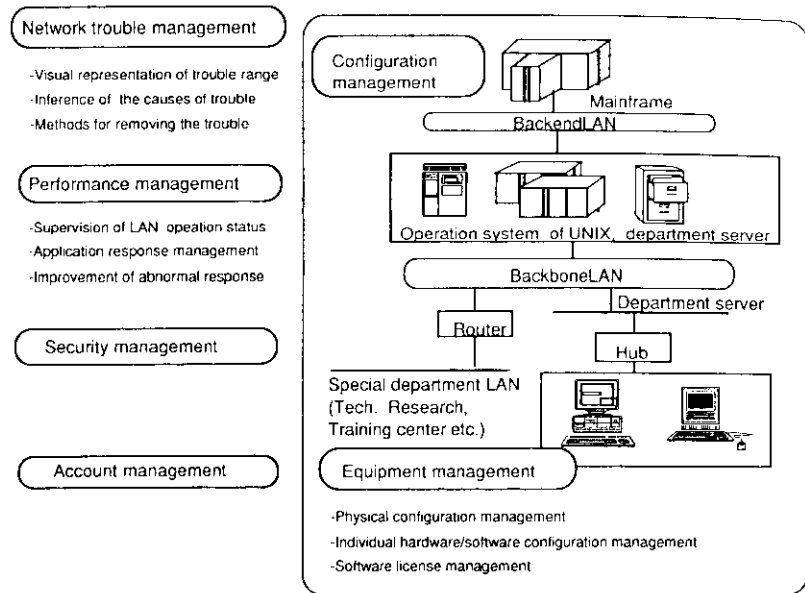 Network trouble management
-Visual representation of trouble range
-Inference of the causes of trouble
-Methods for removing the trouble
Performance management
-Supervision of LAN opeation status
-Application response management
-Improvement of abnormal response
Security management
Account management
Configuration
management
Mainframe
BackendLAN
Operation system of UNIX, department server
BackboneLAN
Department server
Router
Hub
Special department LAN
(Tech. Research,
Training center etc.)
Equipment management
-Physical configuration management
-Individual hardware/software configuration management
-Software license management